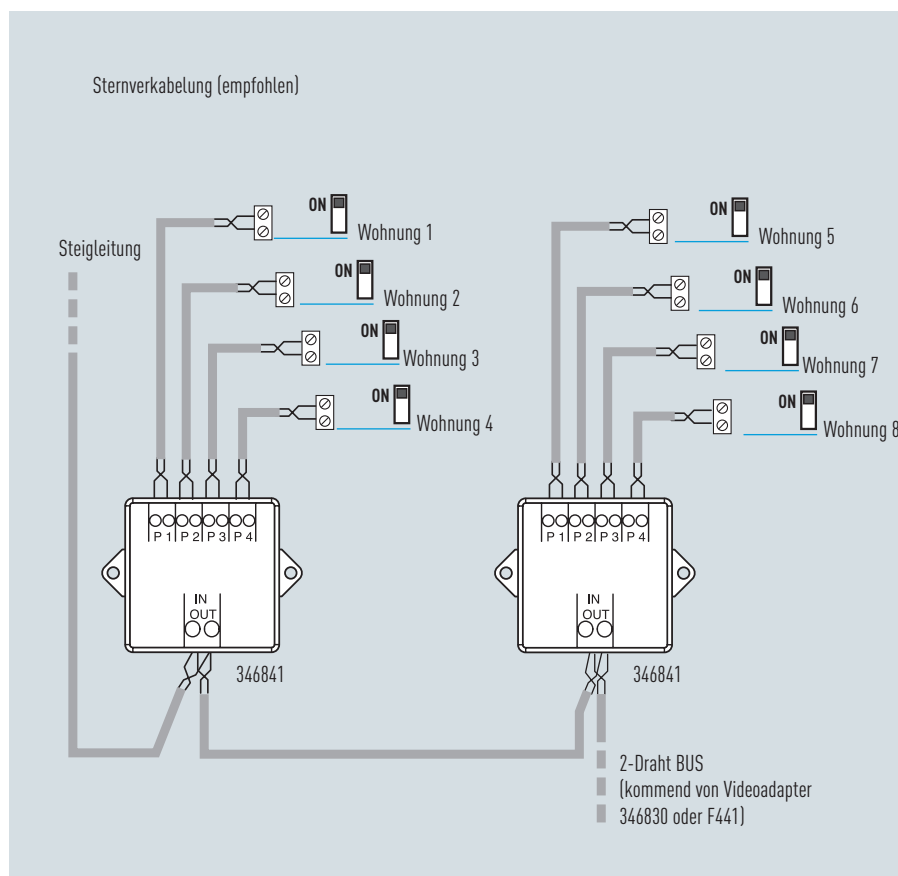 Sternverkabelung (empfohlen)
Steigleitung
ON
Wohnung 1
ON
Wohnung 2
ON
Wohnung 3
ON
Wohnung 4
ON
Wohnung 5
ON
Wohnung 6
ON
Wohnung 7
ON
Wohnung 8
P 1 P 2 P 3 P 4
IN
OUT
346841
P 1 P 2 P 3 P 4
IN
OUT
346841
2-Draht BUS
(kommend von Videoadapter
346830 oder F441)